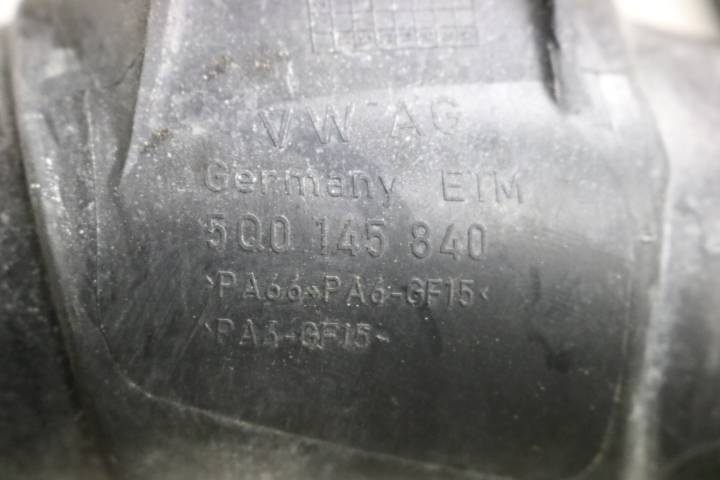 VW AG
Germany ETM
5Q0 145 840
>PA66»PA6-GF15<
>PA6-GF15<